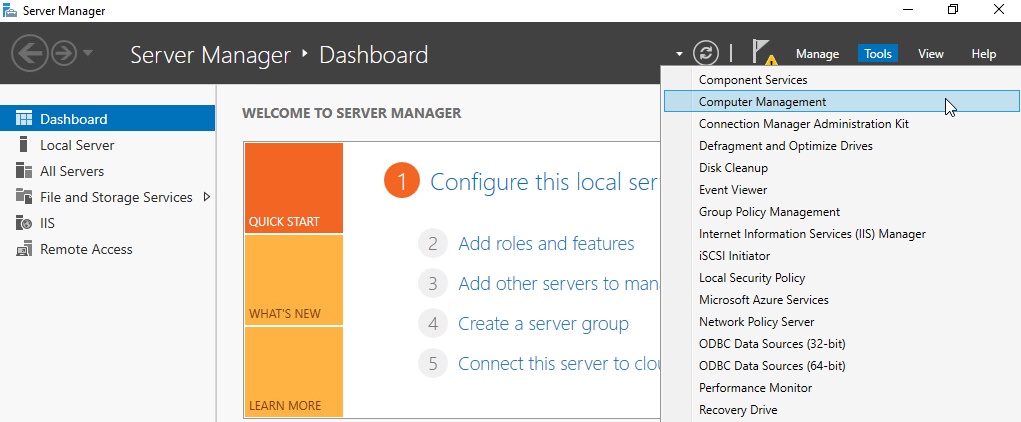 Server Manager
Server Manager ‣ Dashboard
Manage Tools View Help
Dashboard
Local Server
All Servers
File and Storage Services
IIS
Remote Access
WELCOME TO SERVER MANAGER
QUICK START
WHAT'S NEW
LEARN MORE
1 Configure this local ser
2 Add roles and features
3 Add other servers to man
4 Create a server group
5 Connect this server to clou
Component Services
Computer Management
Connection Manager Administration Kit
Defragment and Optimize Drives
Disk Cleanup
Event Viewer
Group Policy Management
Internet Information Services (IIS) Manager
iSCSI Initiator
Local Security Policy
Microsoft Azure Services
Network Policy Server
ODBC Data Sources (32-bit)
ODBC Data Sources (64-bit)
Performance Monitor
Recovery Drive